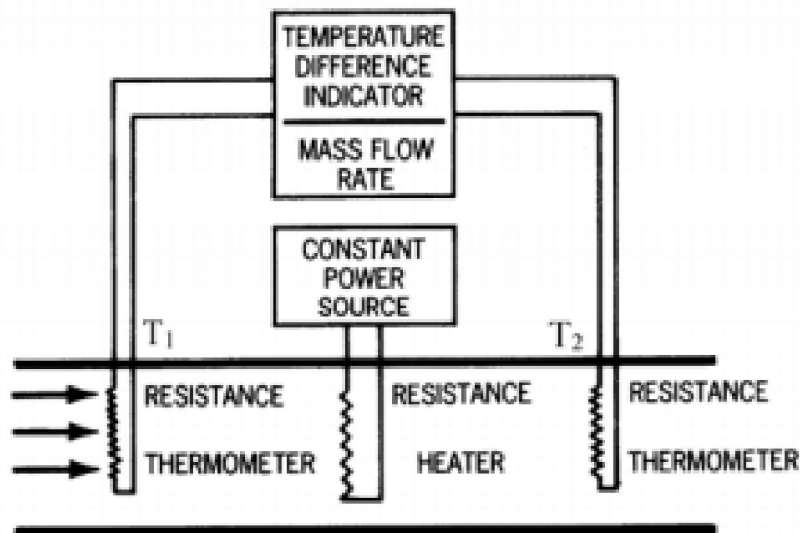 TEMPERATURE
DIFFERENCE
INDICATOR
MASS FLOW
RATE
CONSTANT
POWER
SOURCE
T1
T2
RESISTANCE
THERMOMETER
RESISTANCE
HEATER
RESISTANCE
THERMOMETER